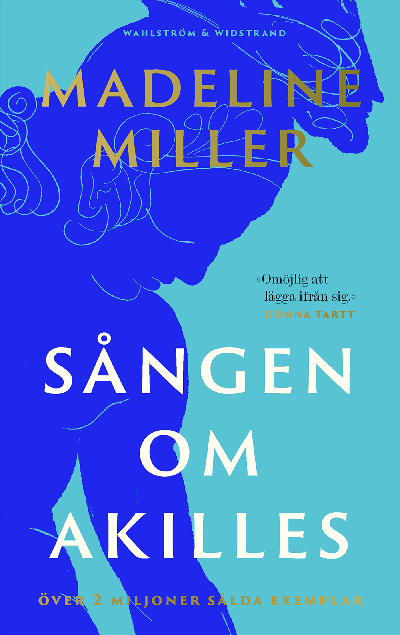 WAHLSTRÖM & WIDSTRAND
MADELINE
MILLER
»Omöjlig att
lägga ifrån sig.»
DONNA TARTT
SÅNGEN
OM
AKILLES
ÖVER 2 MILJONER SÅLDA EXEMPLAR